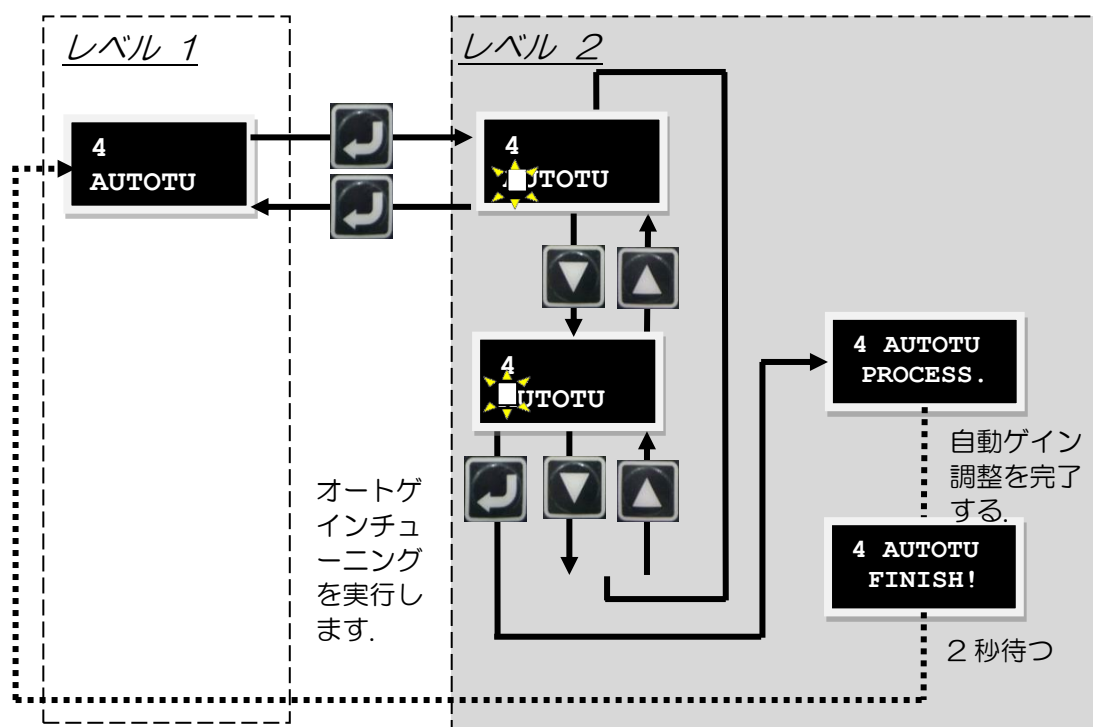 レベル 1
レベル 2
4
AUTOTU
4
UTOTU
4
UTOTU
4 AUTOTU
PROCESS.
自動ゲイン
調整を完了
する.
オートゲ
インチュ
ーニング
を実行し
ます.
4 AUTOTU
FINISH!
2秒待つ